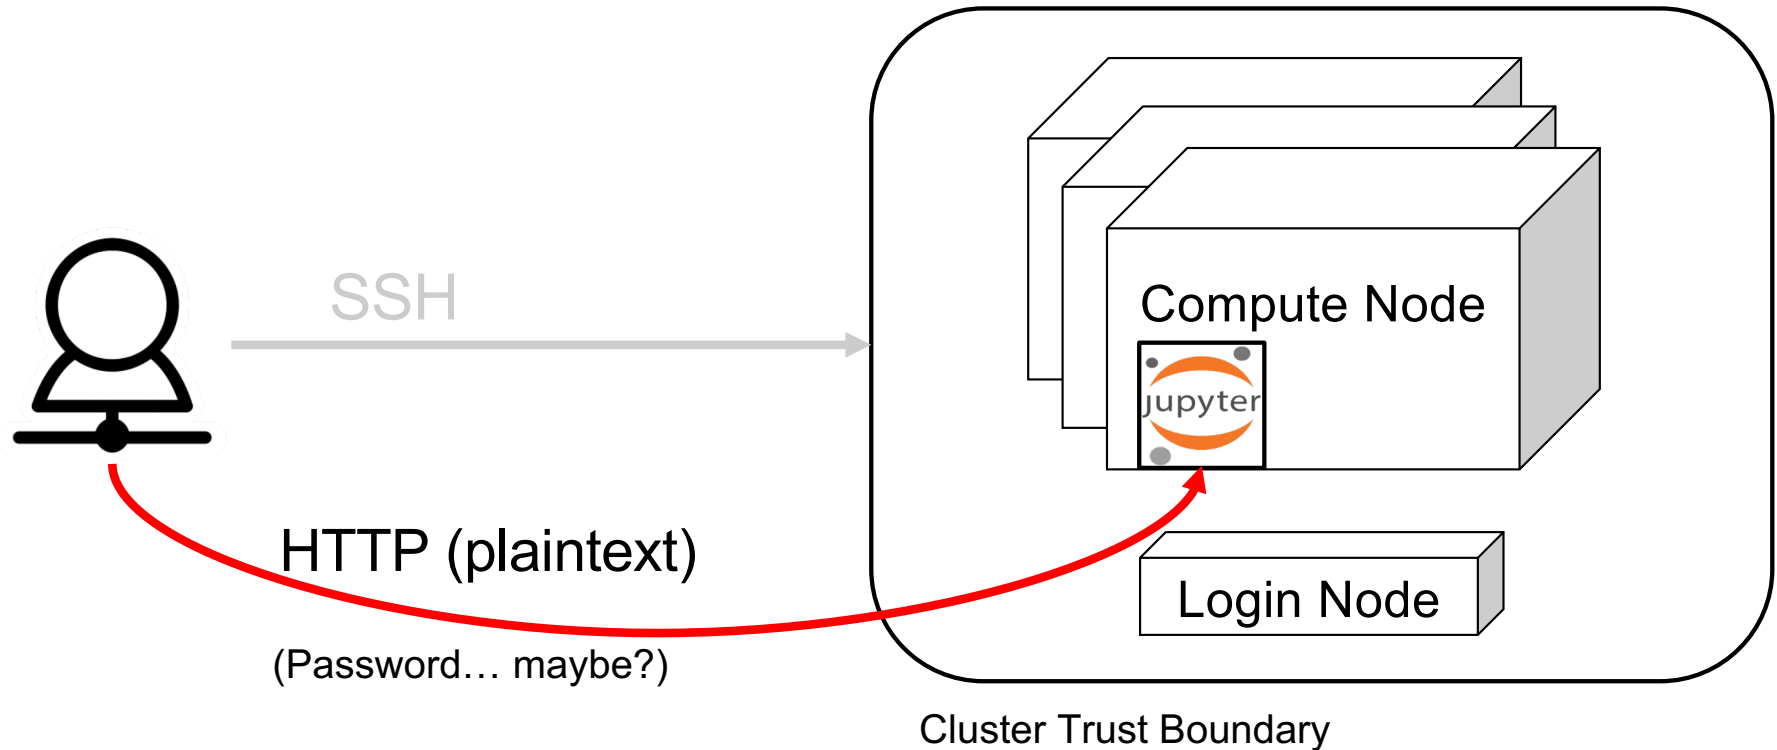 SSH
Compute Node
jupyter
HTTP (plaintext)
Login Node
(Password… maybe?)
Cluster Trust Boundary